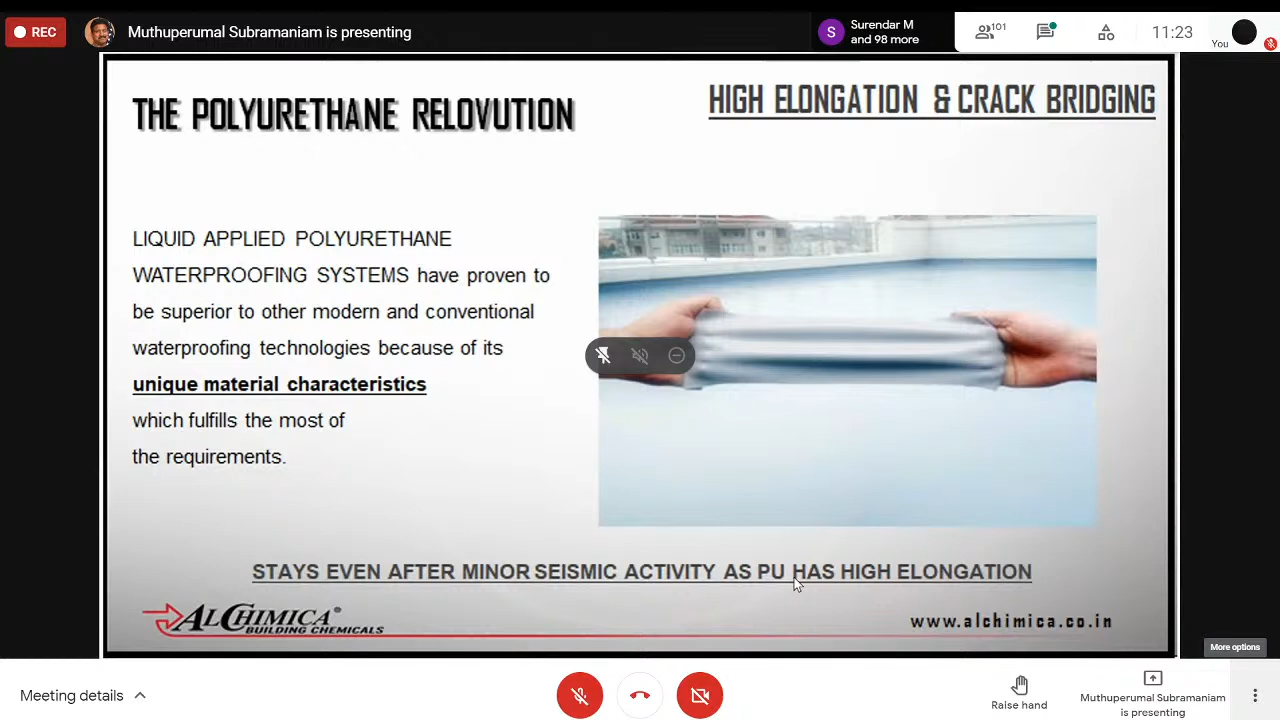 REC
Muthuperumal Subramaniam is presenting
S
Surendar M
and 98 more
101
11:23
You
THE POLYURETHANE RELOVUTION
HIGH ELONGATION & CRACK BRIDGING
LIQUID APPLIED POLYURETHANE
WATERPROOFING SYSTEMS have proven to
be superior to other modern and conventional
waterproofing technologies because of its
unique material characteristics
which fulfills the most of
the requirements.
STAYS EVEN AFTER MINOR SEISMIC ACTIVITY AS PU HAS HIGH ELONGATION
ALCHIMICA®
BUILDING CHEMICALS
www.alchimica.co.in
More options
Meeting details
Raise hand
Muthuperumal Subramaniam
is presenting